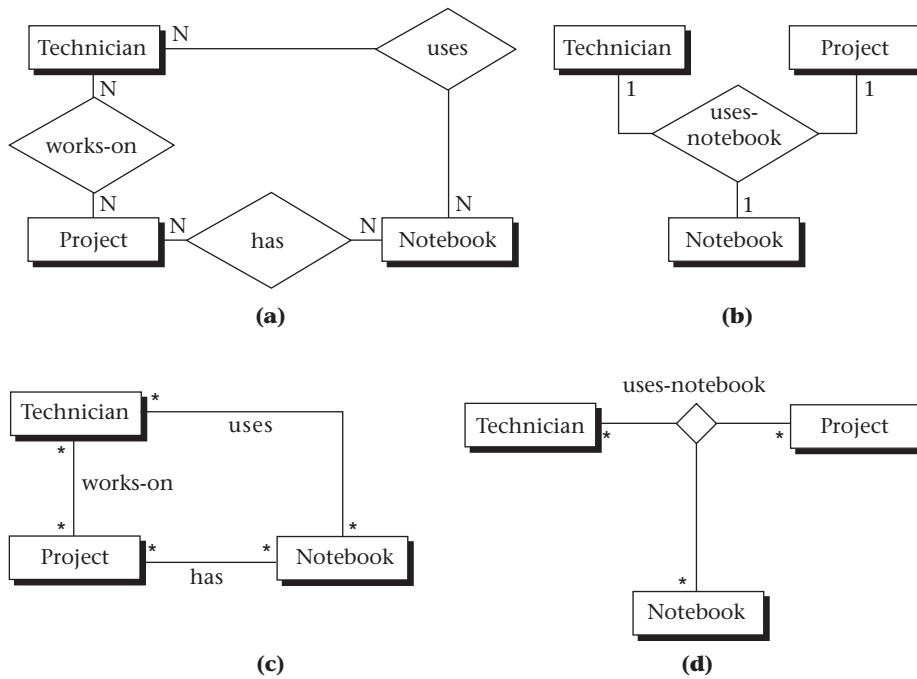 Technician
N
uses
N
works-on
N
Project
N
has
N
N
Notebook
(a)
Technician
Project
1
1
uses-
notebook
1
Notebook
(b)
Technician
*
uses
*
works-on
*
*
Project
*
has
*
Notebook
(c)
uses-notebook
Technician
*
*
Project
*
Notebook
(d)